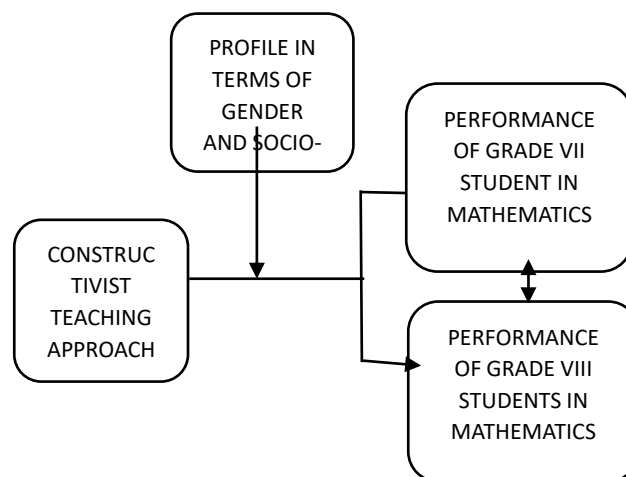 PROFILE IN
TERMS OF
GENDER
AND SOCIO-
PERFORMANCE
OF GRADE VII
STUDENT IN
MATHEMATICS
CONSTRUC
TIVIST
TEACHING
APPROACH
PERFORMANCE
OF GRADE VIII
STUDENTS IN
MATHEMATICS